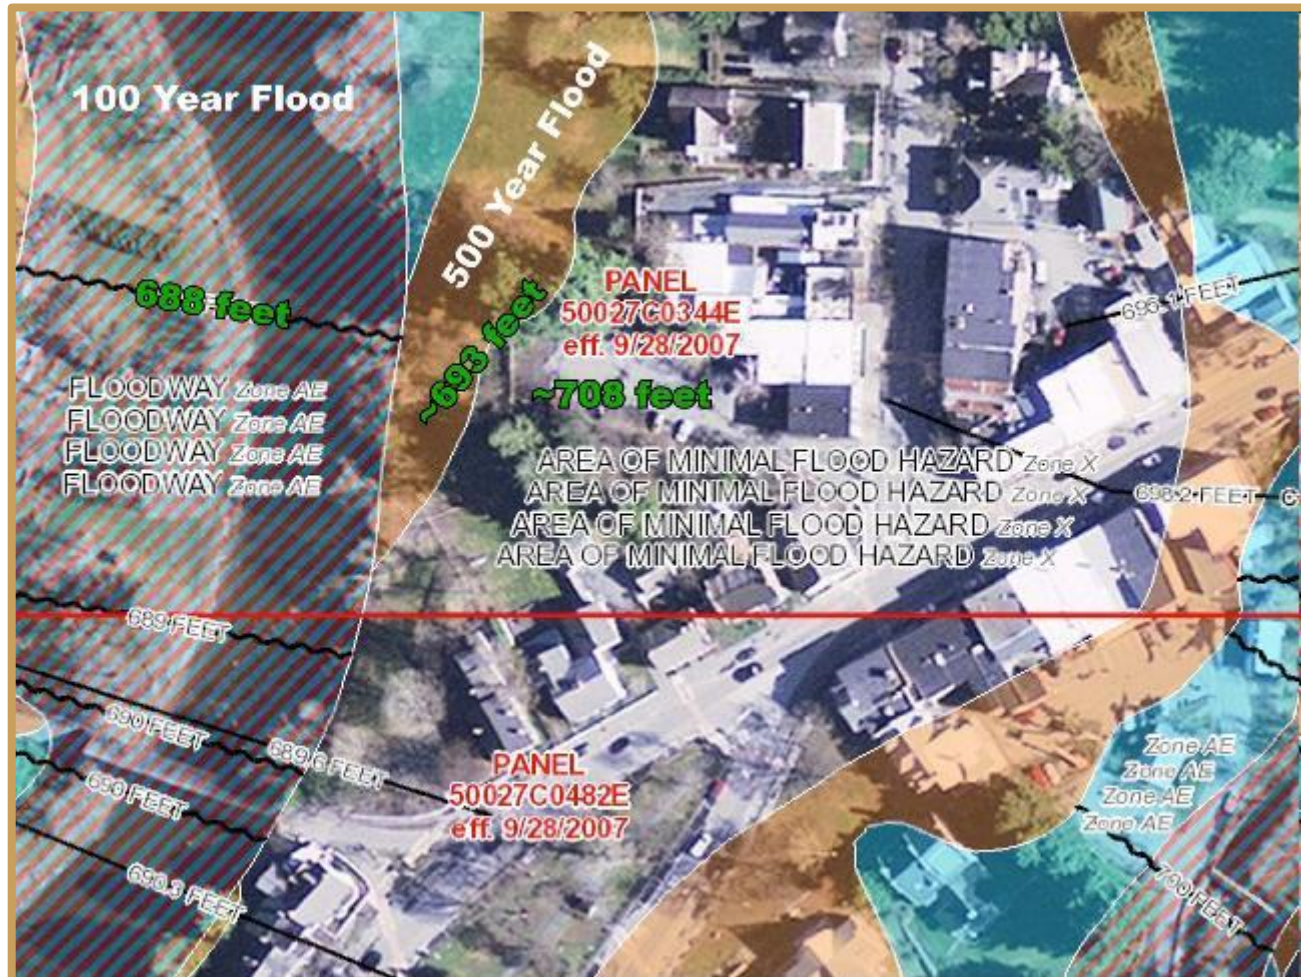 100 Year Flood
500 Year Flood
688 feet
~693 feet
PANEL
50027C0344E
eff. 9/28/2007
~708 feet
695.1 FEET
FLOODWAY Zone AE
FLOODWAY Zone AE
FLOODWAY Zone AE
FLOODWAY Zone AE
AREA OF MINIMAL FLOOD HAZARD Zone X
AREA OF MINIMAL FLOOD HAZARD Zone X
AREA OF MINIMAL FLOOD HAZARD Zone X
AREA OF MINIMAL FLOOD HAZARD Zone X
FEET
C
689 FEET
690 FEET
689.6 FEET
690 FEET
690.3 FEET
PANEL
50027C0482E
eff. 9/28/2007
Zone AE
Zone AE
Zone AE
Zone AE
700 FEET